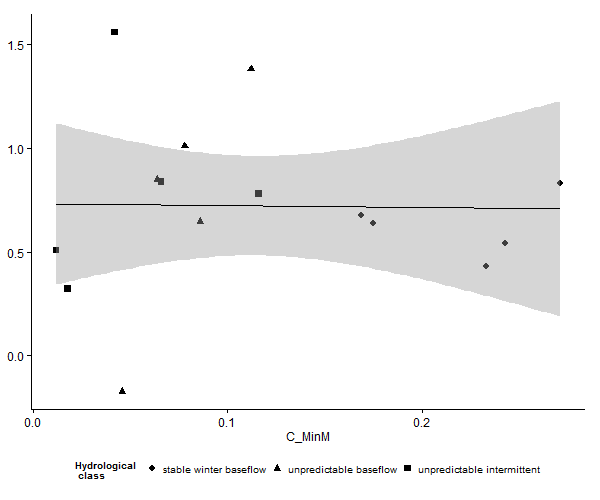 1.5
1.0
0.5
0.0
0.0 0.1 0.2
C_MinM
Hydrological
class
stable winter baseflow unpredictable baseflow unpredictable intermittent